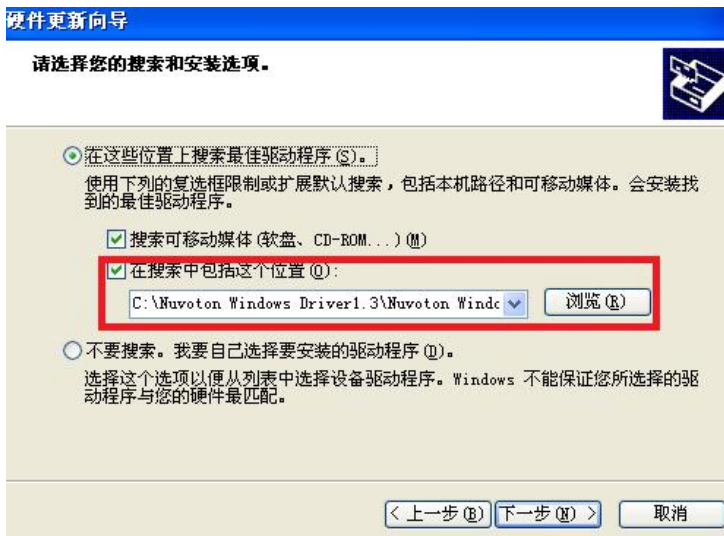 硬件更新向导
请选择您的搜索和安装选项。
在这些位置上搜索最佳驱动程序(S)。
使用下列的复选框限制或扩展默认搜索，包括本机路径和可移动媒体。会安装找
到的最佳驱动程序。
搜索可移动媒体(软盘、CD-ROM...)(M)
在搜索中包括这个位置(O):
C:\Nuvoton Windows Driver1.3\Nuvoton Windc
浏览(R)
不要搜索。我要自己选择要安装的驱动程序(D)。
选择这个选项以便从列表中选择设备驱动程序。Windows 不能保证您所选择的驱
动程序与您的硬件最匹配。
< 上一步(B) 下一步(N) > 取消